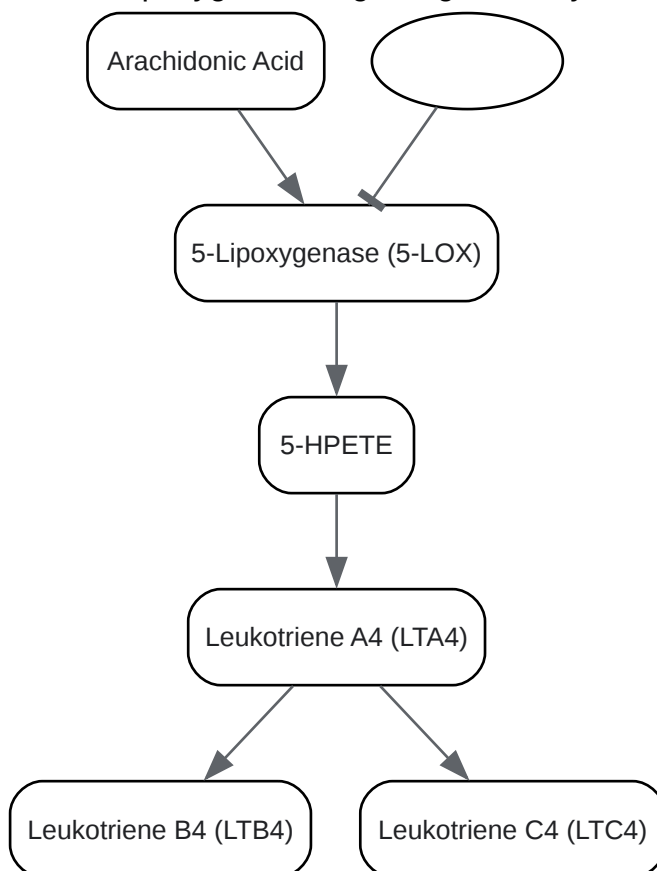 Arachidonic Acid
5-Lipoxygenase (5-LOX)
5-HPETE
Leukotriene A4 (LTA4)
Leukotriene B4 (LTB4)
Leukotriene C4 (LTC4)